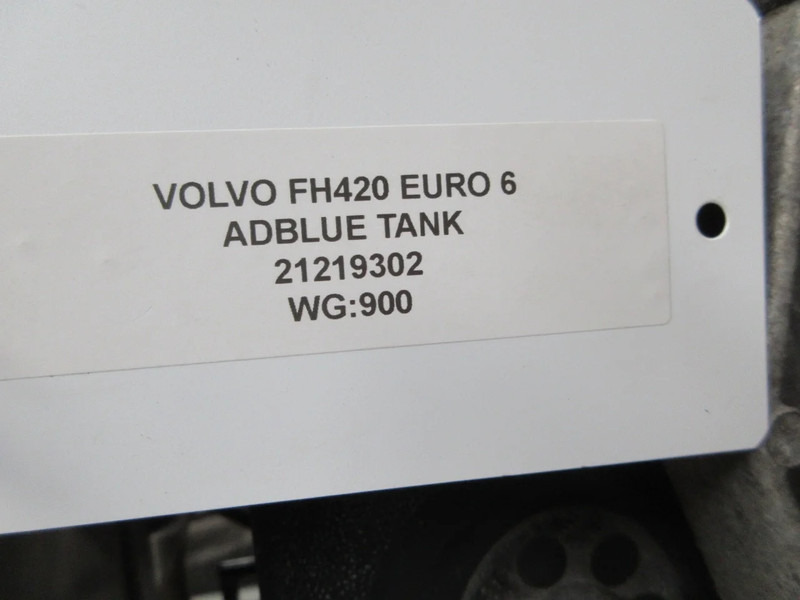 VOLVO FH420 EURO 6
ADBLUE TANK
21219302
WG:900